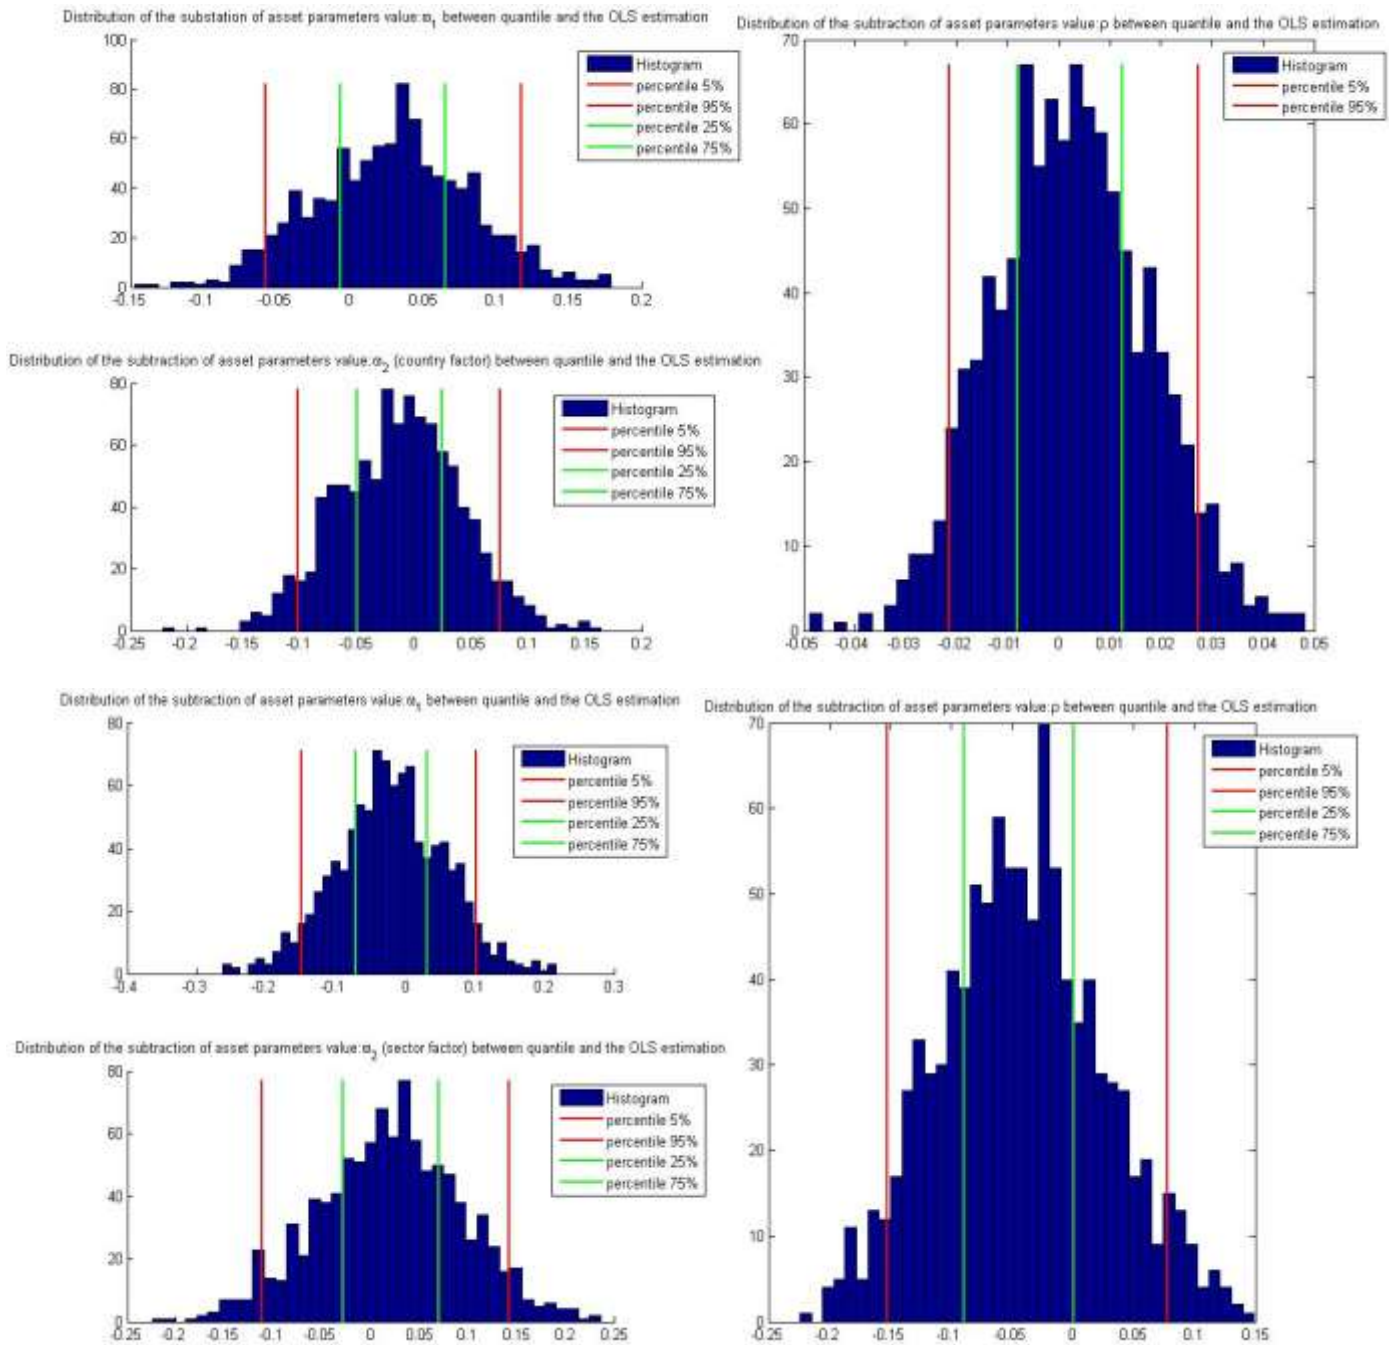 Distribution of the substation of asset parameters value:α₁ between quantile and the OLS estimation
100
80
60
40
20
0
-0.15 -0.1 -0.05 0 0.05 0.1 0.15 0.2
Histogram
percentile 5%
percentile 95%
percentile 25%
percentile 75%
Distribution of the subtraction of asset parameters value:ρ between quantile and the OLS estimation
70
60
50
40
30
20
10
0
-0.05 -0.04 -0.03 -0.02 -0.01 0 0.01 0.02 0.03 0.04 0.05
Histogram
percentile 5%
percentile 95%
Distribution of the subtraction of asset parameters value:α₂ (country factor) between quantile and the OLS estimation
80
60
40
20
0
-0.25 -0.2 -0.15 -0.1 -0.05 0 0.05 0.1 0.15 0.2
Histogram
percentile 5%
percentile 95%
percentile 25%
percentile 75%
Distribution of the subtraction of asset parameters value:α₁ between quantile and the OLS estimation
80
60
40
20
0
-0.4 -0.3 -0.2 -0.1 0 0.1 0.2 0.3
Histogram
percentile 5%
percentile 95%
percentile 25%
percentile 75%
Distribution of the subtraction of asset parameters value:ρ between quantile and the OLS estimation
70
60
50
40
30
20
10
0
-0.25 -0.2 -0.15 -0.1 -0.05 0 0.05 0.1 0.15
Histogram
percentile 5%
percentile 95%
percentile 25%
percentile 75%
Distribution of the subtraction of asset parameters value:α₂ (sector factor) between quantile and the OLS estimation
80
60
40
20
0
-0.25 -0.2 -0.15 -0.1 -0.05 0 0.05 0.1 0.15 0.2 0.25
Histogram
percentile 5%
percentile 95%
percentile 25%
percentile 75%